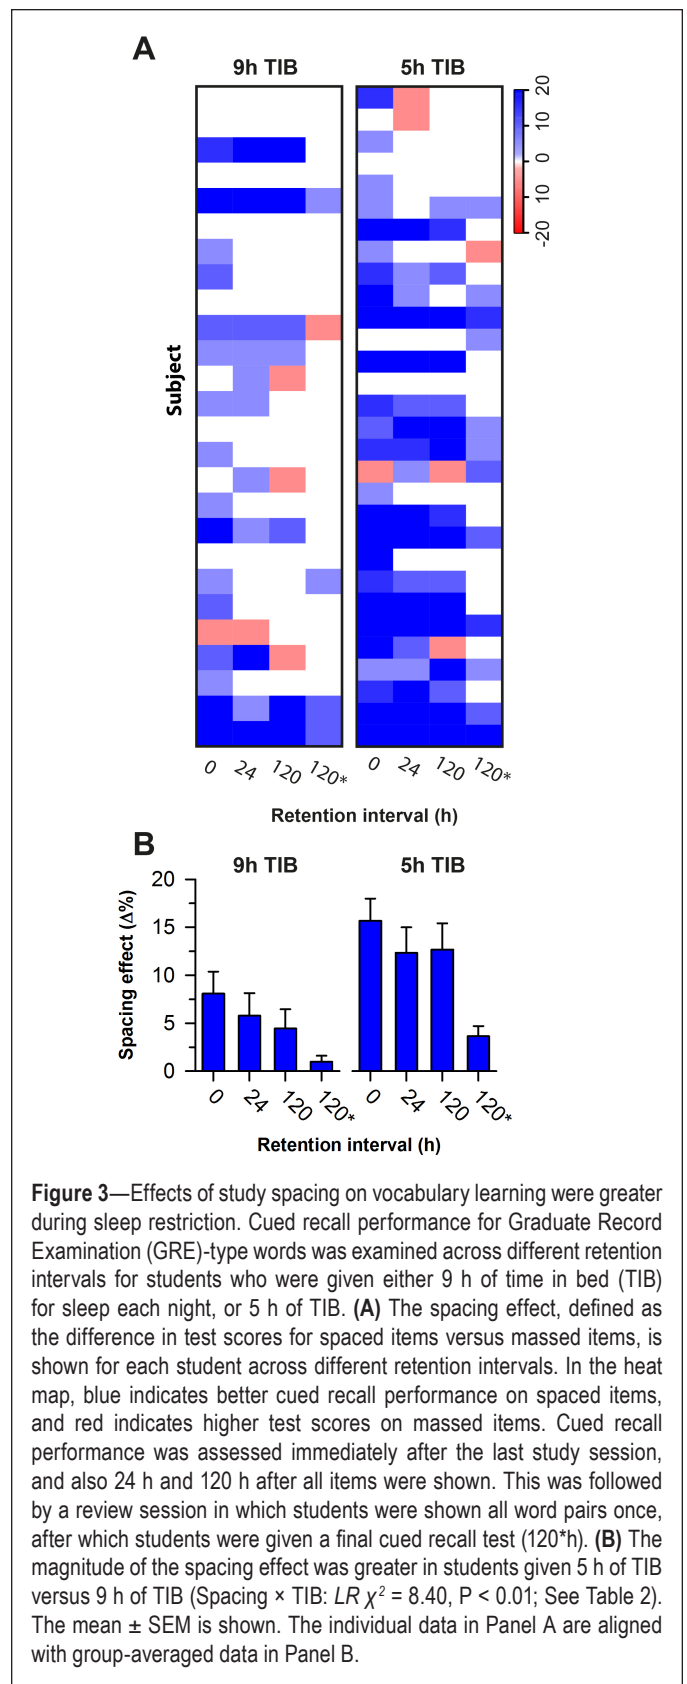 A
9h TIB
5h TIB
20
10
0
10
-20
Subject
0 24 120 120*
0 24 120 120*
Retention interval (h)
B
9h TIB
5h TIB
20
15
10
5
0
Spacing effect (Δ%)
0 24 120 120*
0 24 120 120*
Retention interval (h)
Figure 3—Effects of study spacing on vocabulary learning were greater
during sleep restriction. Cued recall performance for Graduate Record
Examination (GRE)-type words was examined across different retention
intervals for students who were given either 9 h of time in bed (TIB)
for sleep each night, or 5 h of TIB. (A) The spacing effect, defined as
the difference in test scores for spaced items versus massed items, is
shown for each student across different retention intervals. In the heat
map, blue indicates better cued recall performance on spaced items,
and red indicates higher test scores on massed items. Cued recall
performance was assessed immediately after the last study session,
and also 24 h and 120 h after all items were shown. This was followed
by a review session in which students were shown all word pairs once,
after which students were given a final cued recall test (120*h). (B) The
magnitude of the spacing effect was greater in students given 5 h of TIB
versus 9 h of TIB (Spacing × TIB: LR χ² = 8.40, P < 0.01; See Table 2).
The mean ± SEM is shown. The individual data in Panel A are aligned
with group-averaged data in Panel B.